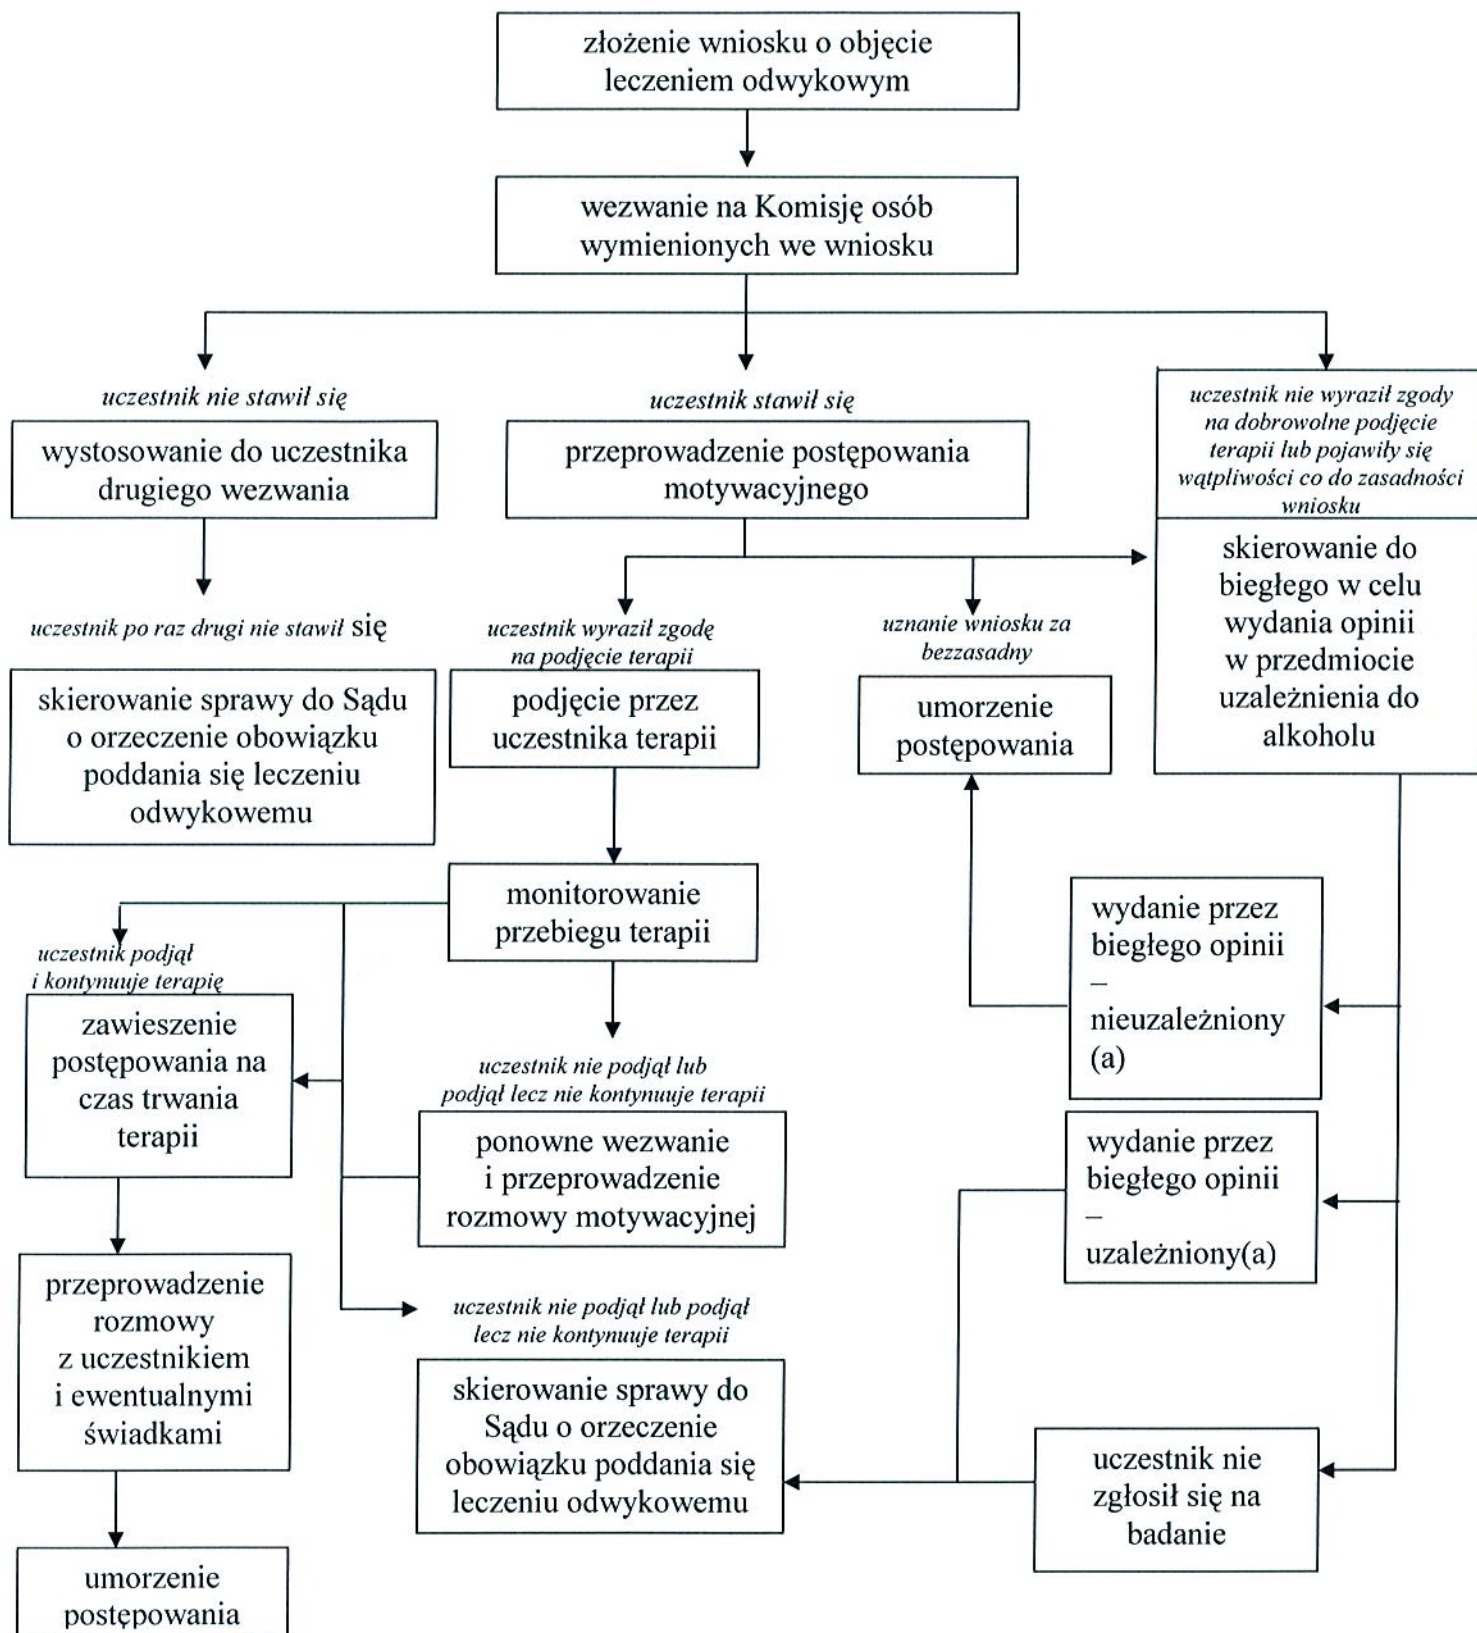 złożenie wniosku o objęcie
leczeniem odwykowym
wezwanie na Komisję osób
wymienionych we wniosku
uczestnik nie stawił się
wystosowanie do uczestnika
drugiego wezwania
uczestnik po raz drugi nie stawił się
skierowanie sprawy do Sądu
o orzeczenie obowiązku
poddania się leczeniu
odwykowemu
uczestnik stawił się
przeprowadzenie postępowania
motywacyjnego
uczestnik wyraził zgodę
na podjęcie terapii
podjęcie przez
uczestnika terapii
uznanie wniosku za
bezzasadny
umorzenie
postępowania
uczestnik nie wyraził zgody
na dobrowolne podjęcie
terapii lub pojawiły się
wątpliwości co do zasadności
wniosku
skierowanie do
biegłego w celu
wydania opinii
w przedmiocie
uzależnienia do
alkoholu
monitorowanie
przebiegu terapii
uczestnik podjął
i kontynuuje terapię
zawieszenie
postępowania na
czas trwania
terapii
przeprowadzenie
rozmowy
z uczestnikiem
i ewentualnymi
świadkami
umorzenie
postępowania
uczestnik nie podjął lub
podjął lecz nie kontynuuje terapii
ponowne wezwanie
i przeprowadzenie
rozmowy motywacyjnej
uczestnik nie podjął lub podjął
lecz nie kontynuuje terapii
skierowanie sprawy do
Sądu o orzeczenie
obowiązku poddania się
leczeniu odwykowemu
wydanie przez
biegłego opinii
–
nieuzależniony
(a)
wydanie przez
biegłego opinii
–
uzależniony(a)
uczestnik nie
zgłosił się na
badanie